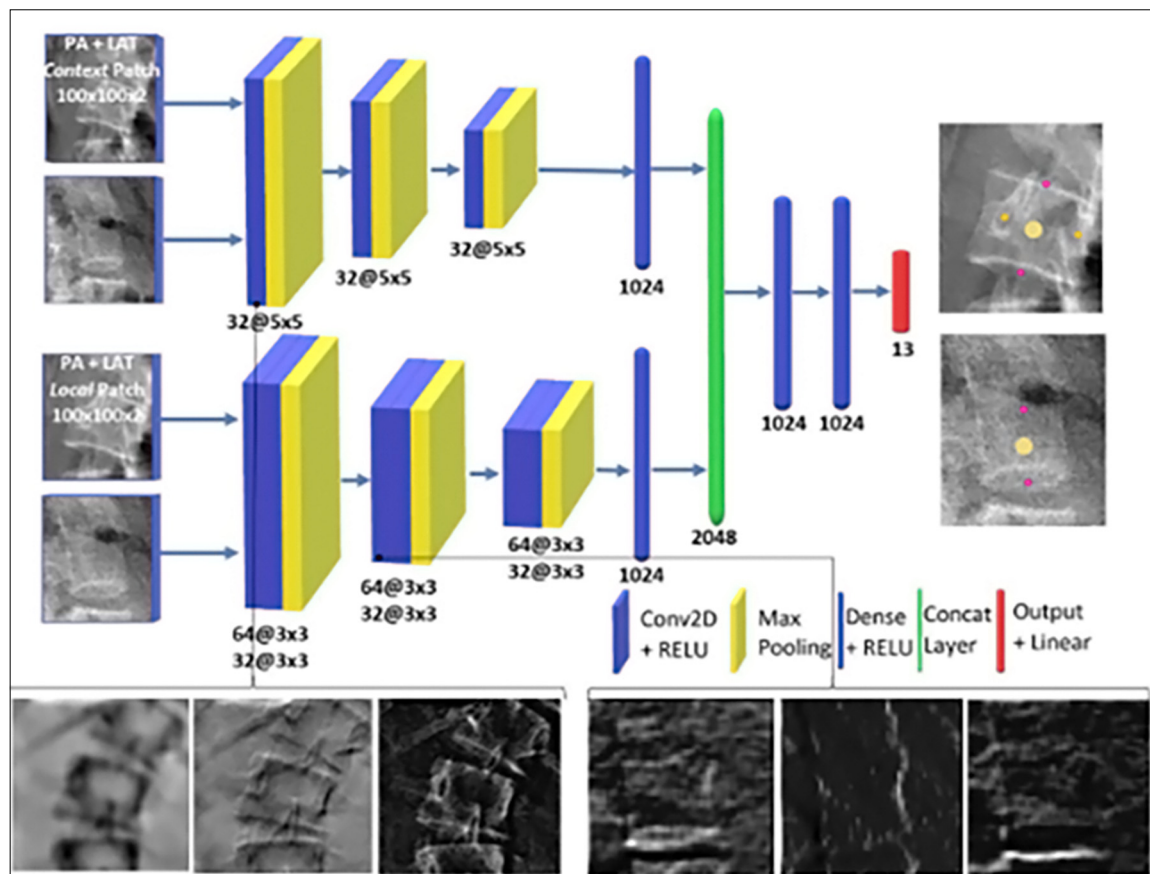 PA + LAT
Context Patch
100x100x2
32@5x5
32@5x5
32@5x5
1024
PA + LAT
Local Patch
100x100x2
64@3x3
32@3x3
64@3x3
32@3x3
64@3x3
32@3x3
1024
2048
1024
1024
13
Conv2D
+ RELU
Max
Pooling
Dense
+ RELU
Concat
Layer
Output
+ Linear